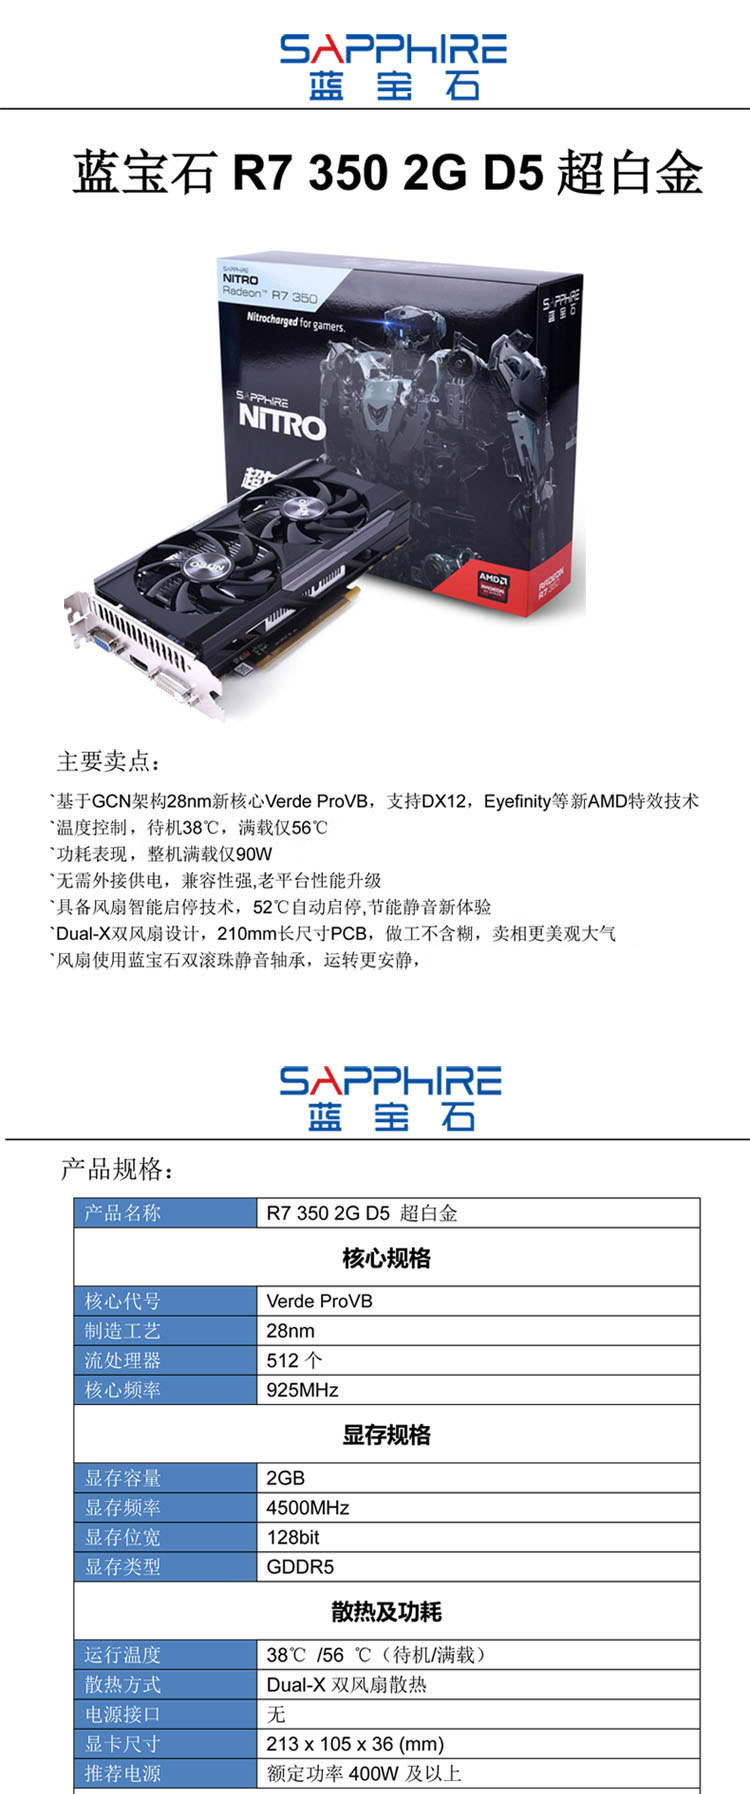 SAPPHIRE
蓝宝石
蓝宝石 R7 350 2G D5 超白金
SAPPHIRE
NITRO
Radeon™ R7 350
Nitrocharged for gamers.
SAPPHIRE
蓝宝石
SAPPHIRE
NITRO
超
NITRO
NITRO
AMD
RADEON
RADEON
R7 350
主要卖点：
`基于GCN架构28nm新核心Verde ProVB，支持DX12，Eyefinity等新AMD特效技术
`温度控制，待机38℃，满载仅56℃
`功耗表现，整机满载仅90W
`无需外接供电，兼容性强,老平台性能升级
`具备风扇智能启停技术，52℃自动启停,节能静音新体验
`Dual-X双风扇设计，210mm长尺寸PCB，做工不含糊，卖相更美观大气
`风扇使用蓝宝石双滚珠静音轴承，运转更安静，
SAPPHIRE
蓝宝石
产品规格：
产品名称 R7 350 2G D5 超白金
核心规格
核心代号 Verde ProVB
制造工艺 28nm
流处理器 512 个
核心频率 925MHz
显存规格
显存容量 2GB
显存频率 4500MHz
显存位宽 128bit
显存类型 GDDR5
散热及功耗
运行温度 38℃ /56 ℃（待机/满载）
散热方式 Dual-X 双风扇散热
电源接口 无
显卡尺寸 213 x 105 x 36 (mm)
推荐电源 额定功率 400W 及以上